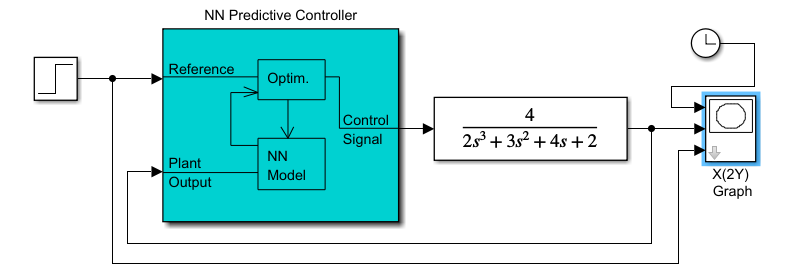 NN Predictive Controller
Reference
Optim.
Control
Signal
Plant
Output
NN
Model
4
2s³ + 3s² + 4s + 2
X(2Y)
Graph